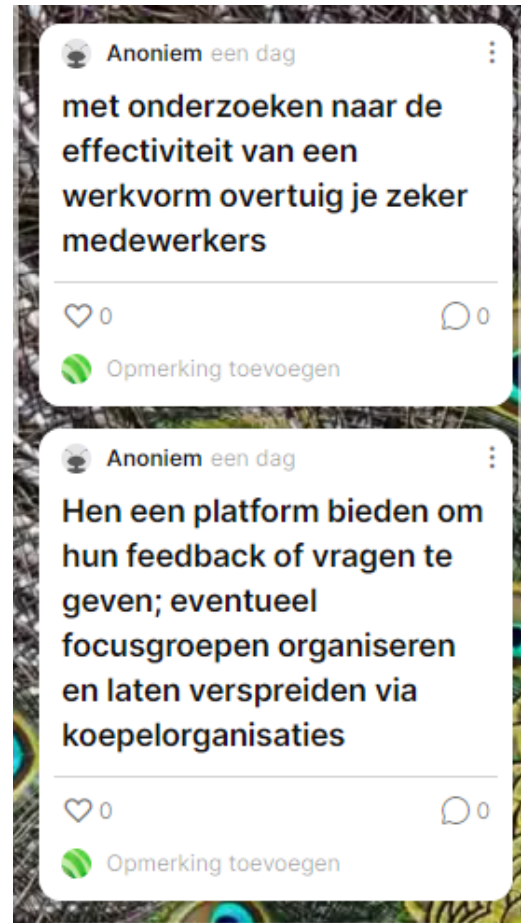 Anoniem een dag
met onderzoeken naar de
effectiviteit van een
werkvorm overtuig je zeker
medewerkers
0 0
Opmerking toevoegen
Anoniem een dag
Hen een platform bieden om
hun feedback of vragen te
geven; eventueel
focusgroepen organiseren
en laten verspreiden via
koepelorganisaties
0 0
Opmerking toevoegen